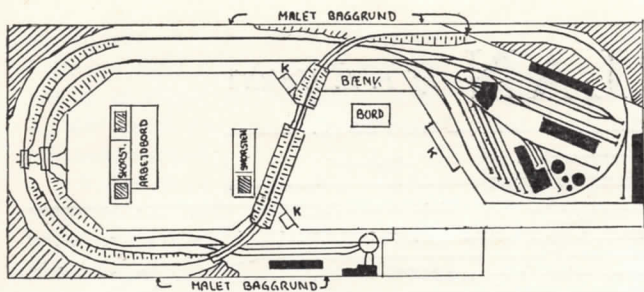 MALET BAGGRUND
K
BÆNK
BORD
SKORST.
ARBEJDBORD
SKORSTEN
K
K
MALET BAGGRUND